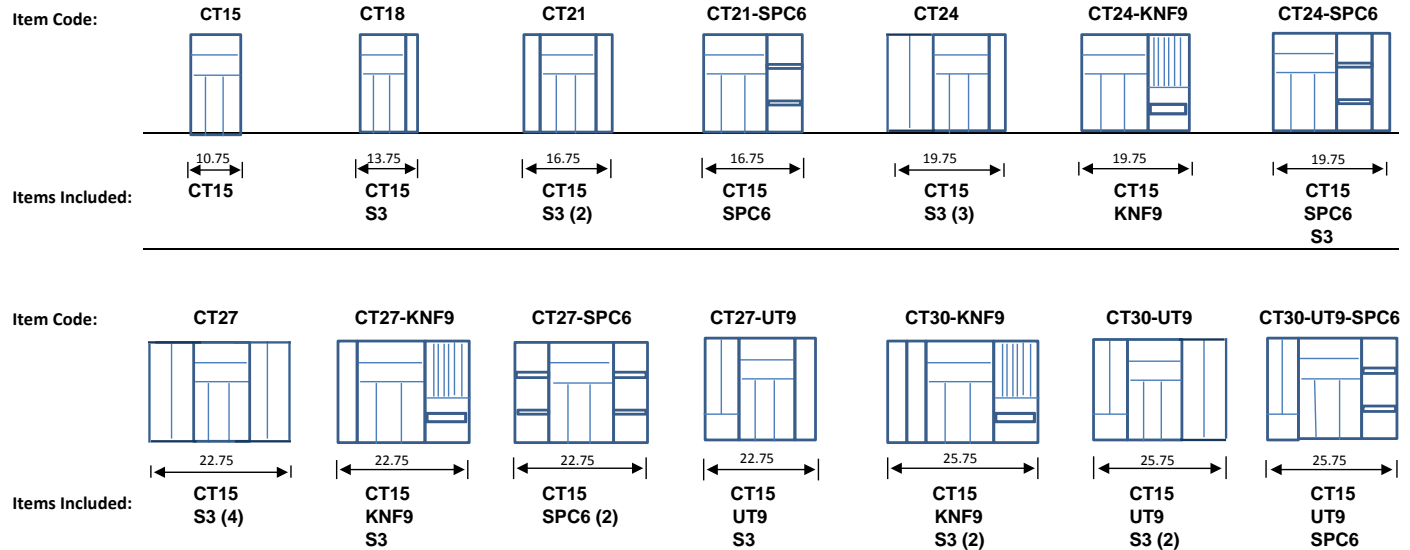 Item Code: CT15 CT18 CT21 CT21-SPC6 CT24 CT24-KNF9 CT24-SPC6
10.75 13.75 16.75 16.75 19.75 19.75 19.75
Items Included: CT15 CT15 CT15 CT15 CT15 CT15 CT15
S3 S3 (2) SPC6 S3 (3) KNF9 SPC6
S3
Item Code: CT27 CT27-KNF9 CT27-SPC6 CT27-UT9 CT30-KNF9 CT30-UT9 CT30-UT9-SPC6
22.75 22.75 22.75 22.75 25.75 25.75 25.75
Items Included: CT15 CT15 CT15 CT15 CT15 CT15 CT15
S3 (4) KNF9 SPC6 (2) UT9 KNF9 UT9 UT9
S3 S3 S3 (2) S3 (2) SPC6